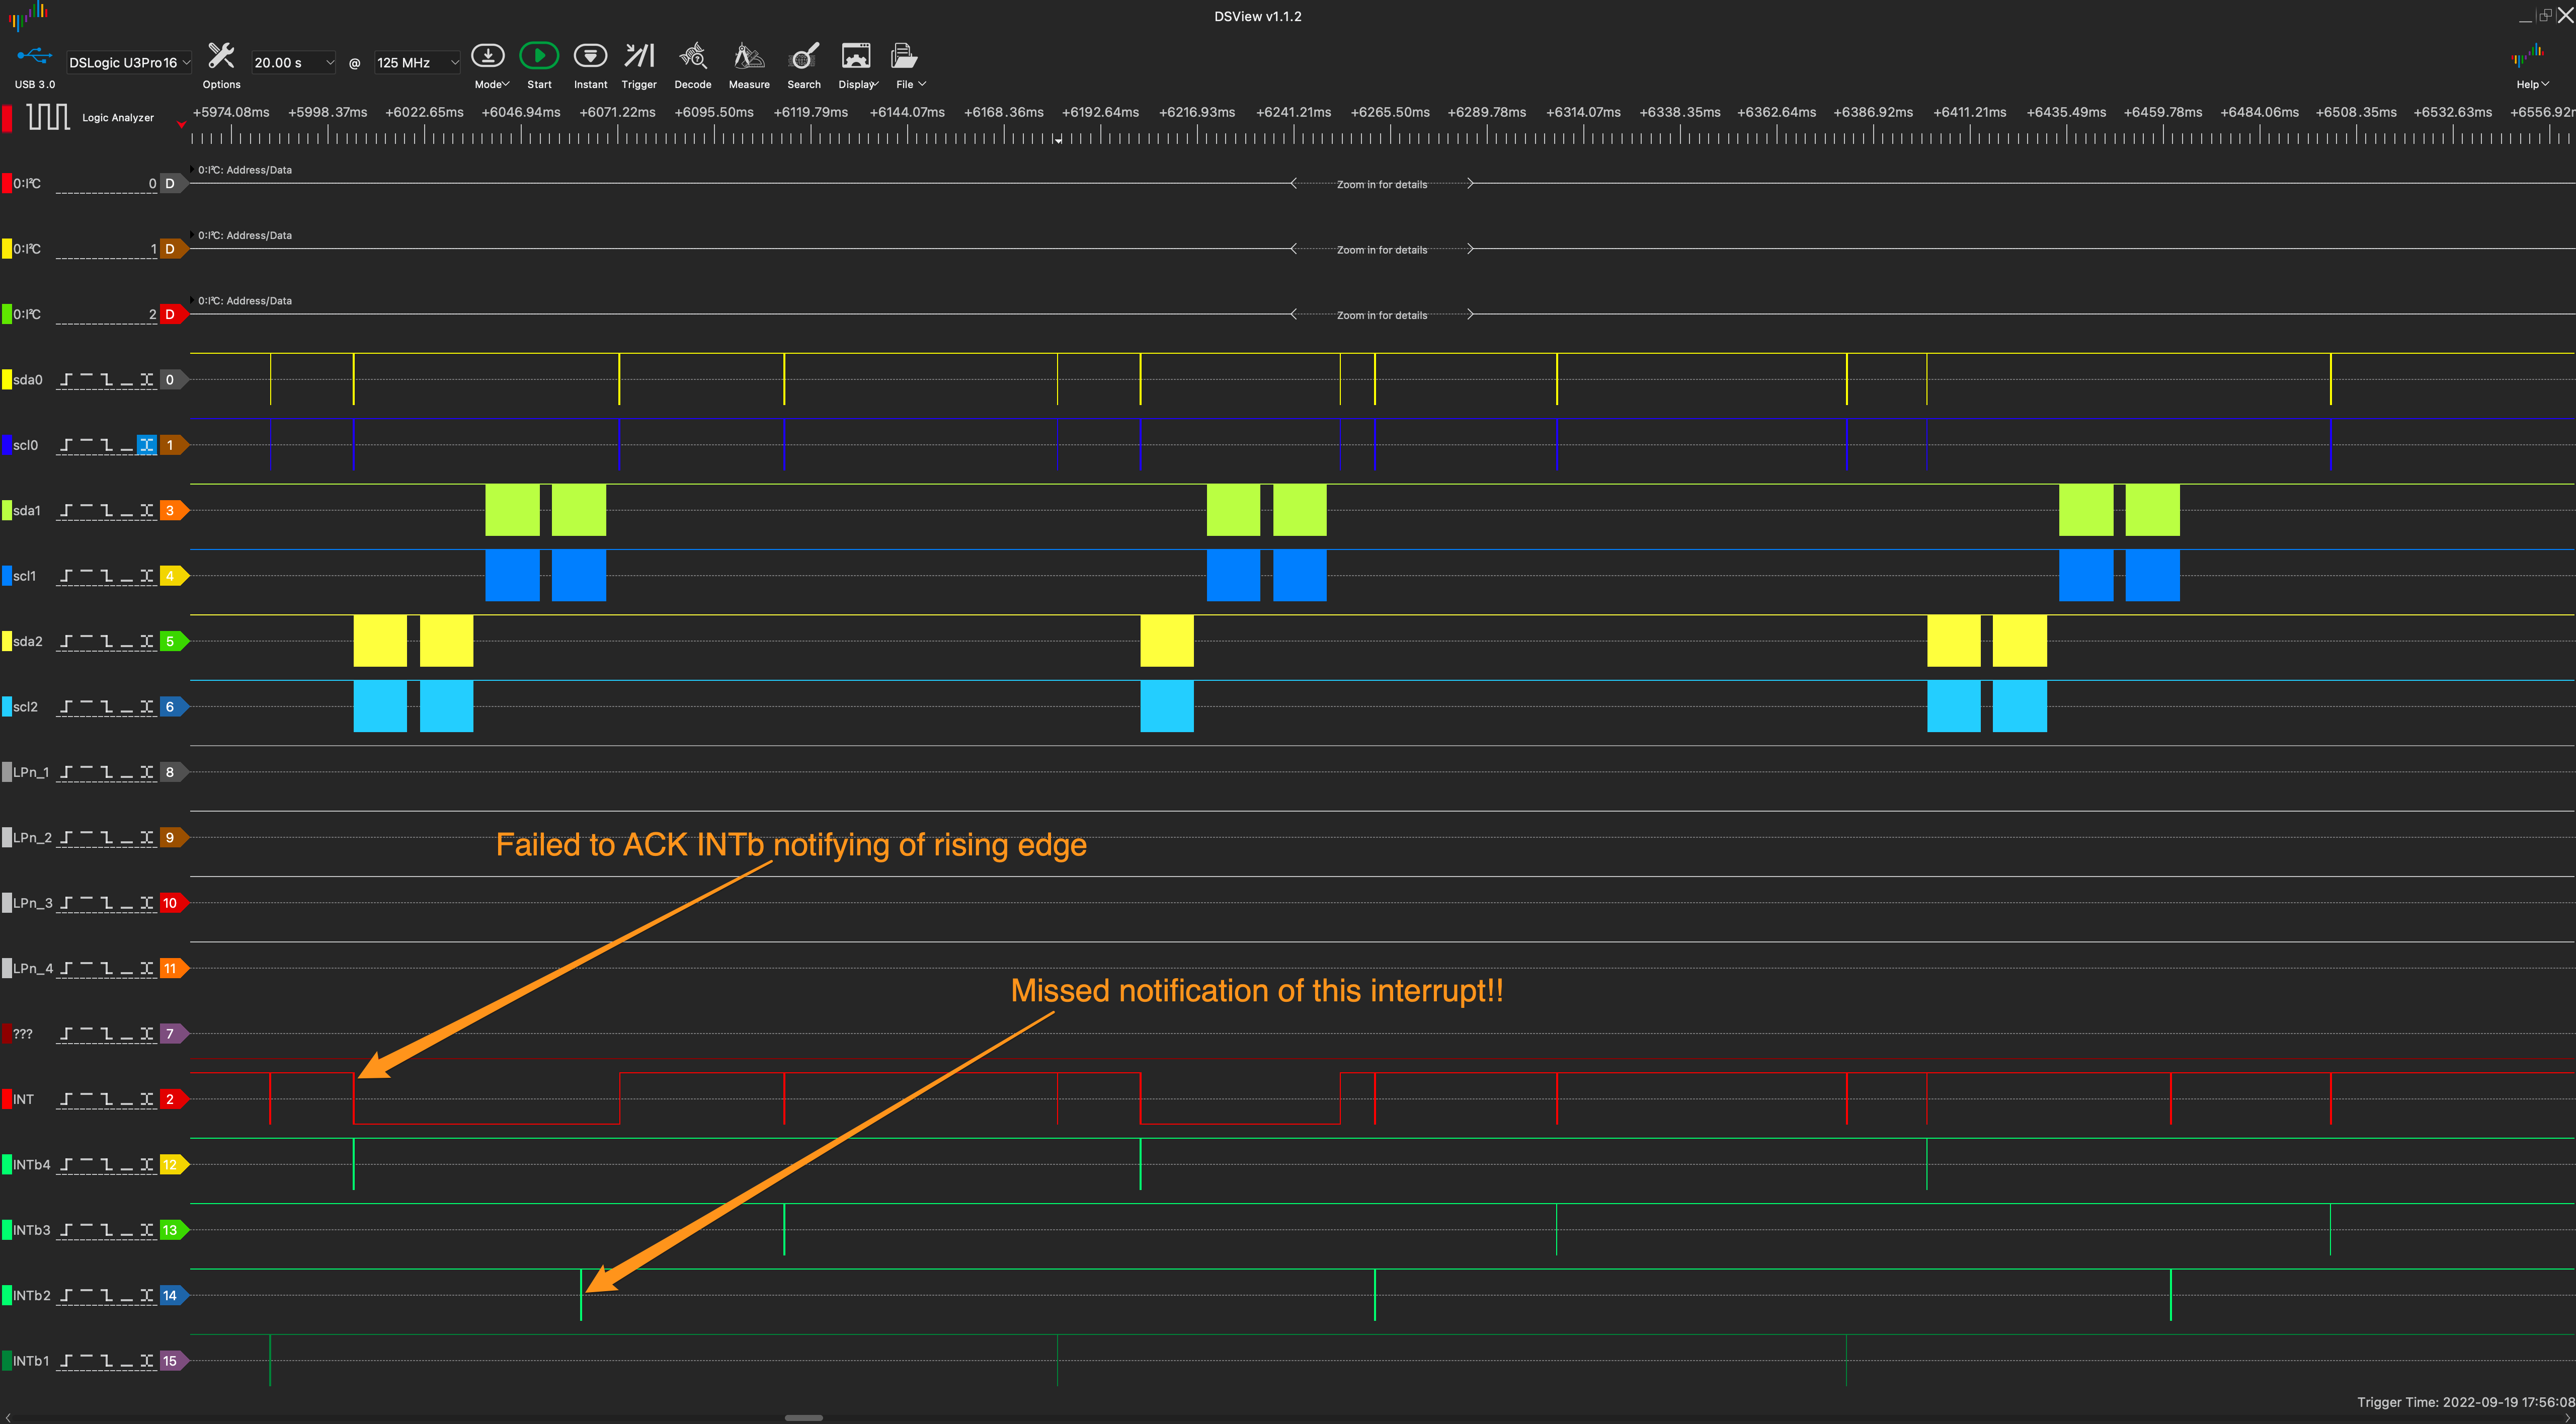 DSView v1.1.2
USB 3.0
DSLogic U3Pro16
Options
20.00 s
@
125 MHz
Mode
Start
Instant
Trigger
Decode
Measure
Search
Display
File
Help
Logic Analyzer
+5974.08ms +5998.37ms +6022.65ms +6046.94ms +6071.22ms +6095.50ms +6119.79ms +6144.07ms +6168.36ms +6192.64ms +6216.93ms +6241.21ms +6265.50ms +6289.78ms +6314.07ms +6338.35ms +6362.64ms +6386.92ms +6411.21ms +6435.49ms +6459.78ms +6484.06ms +6508.35ms +6532.63ms +6556.92m
0:I²C: Address/Data
0:I²C 0 D Zoom in for details
0:I²C: Address/Data
0:I²C 1 D Zoom in for details
0:I²C: Address/Data
0:I²C 2 D Zoom in for details
sda0 0
scl0 1
sda1 3
scl1 4
sda2 5
scl2 6
LPn_1 8
LPn_2 9
Failed to ACK INTb notifying of rising edge
LPn_3 10
LPn_4 11
Missed notification of this interrupt!!
??? 7
INT 2
INTb4 12
INTb3 13
INTb2 14
INTb1 15
Trigger Time: 2022-09-19 17:56:08